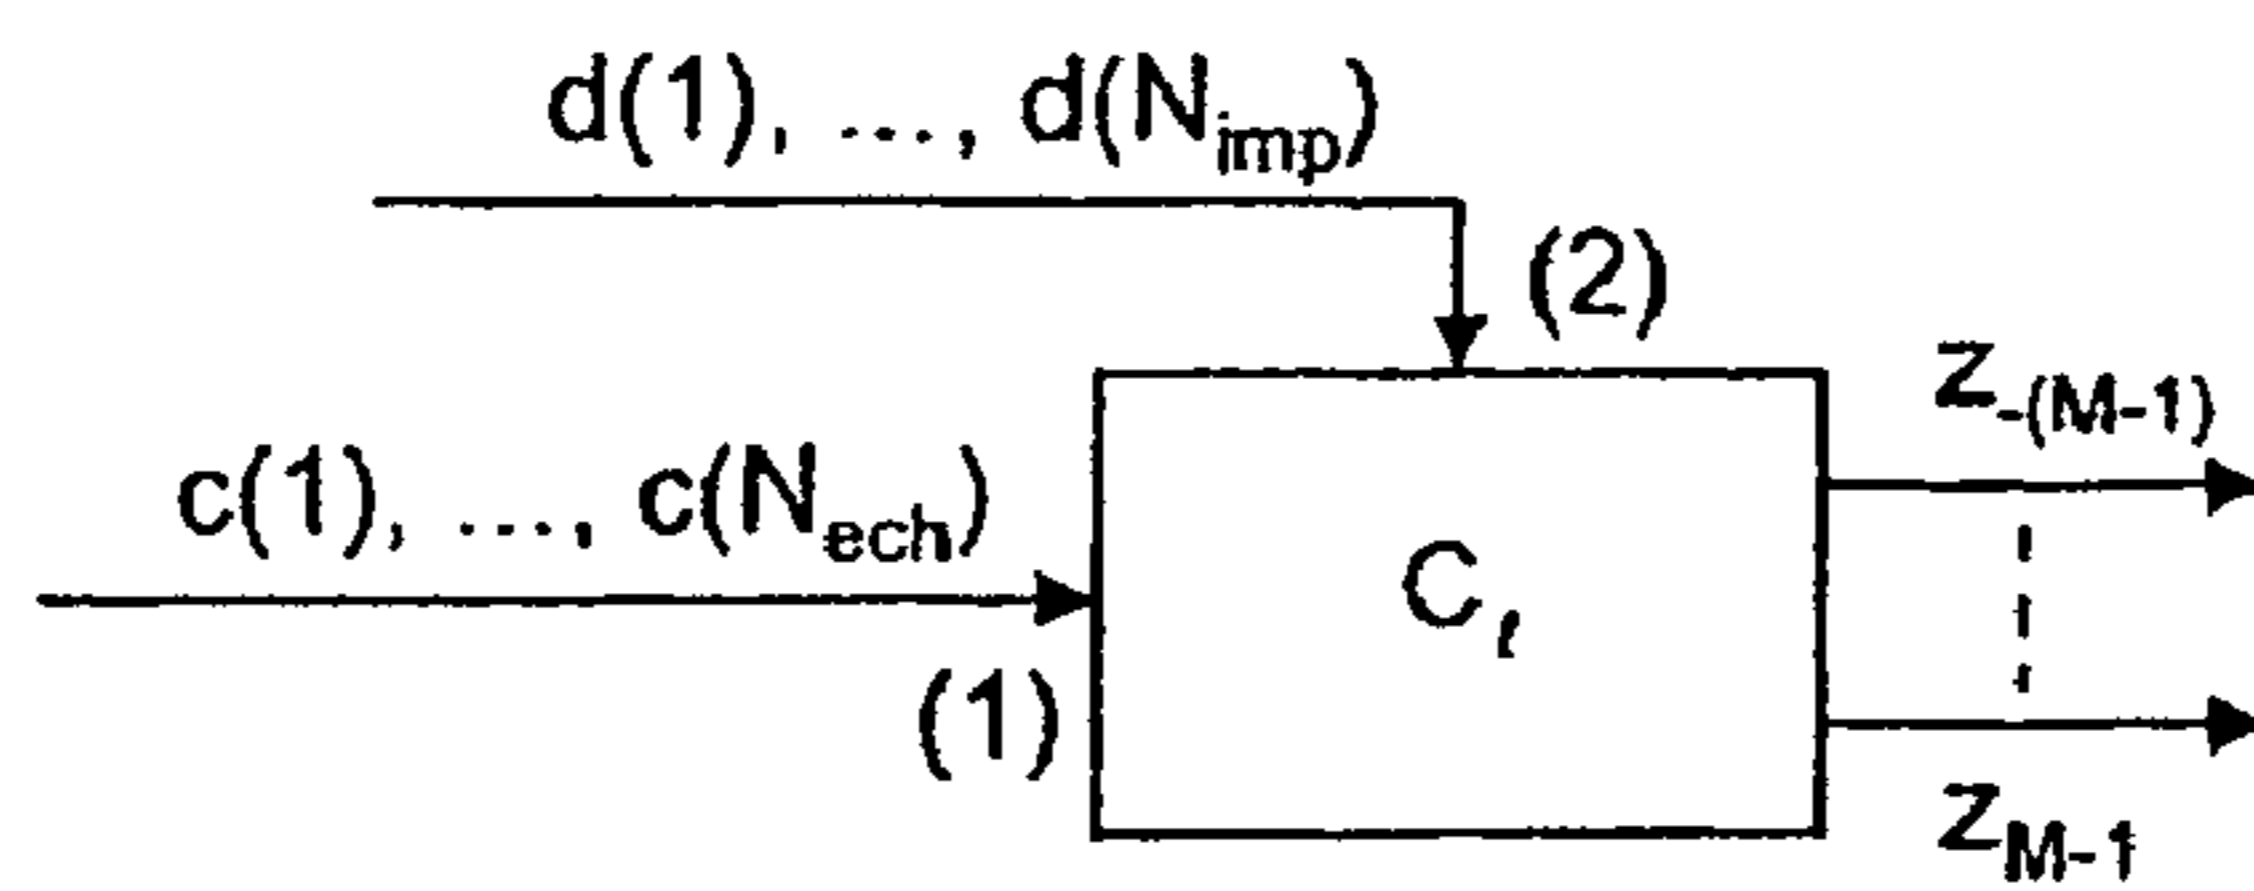 d(1), ..., d(N_imp)
(2)
z_-(M-1)
c(1), ..., c(N_ech)
C_ℓ
(1)
z_M-1